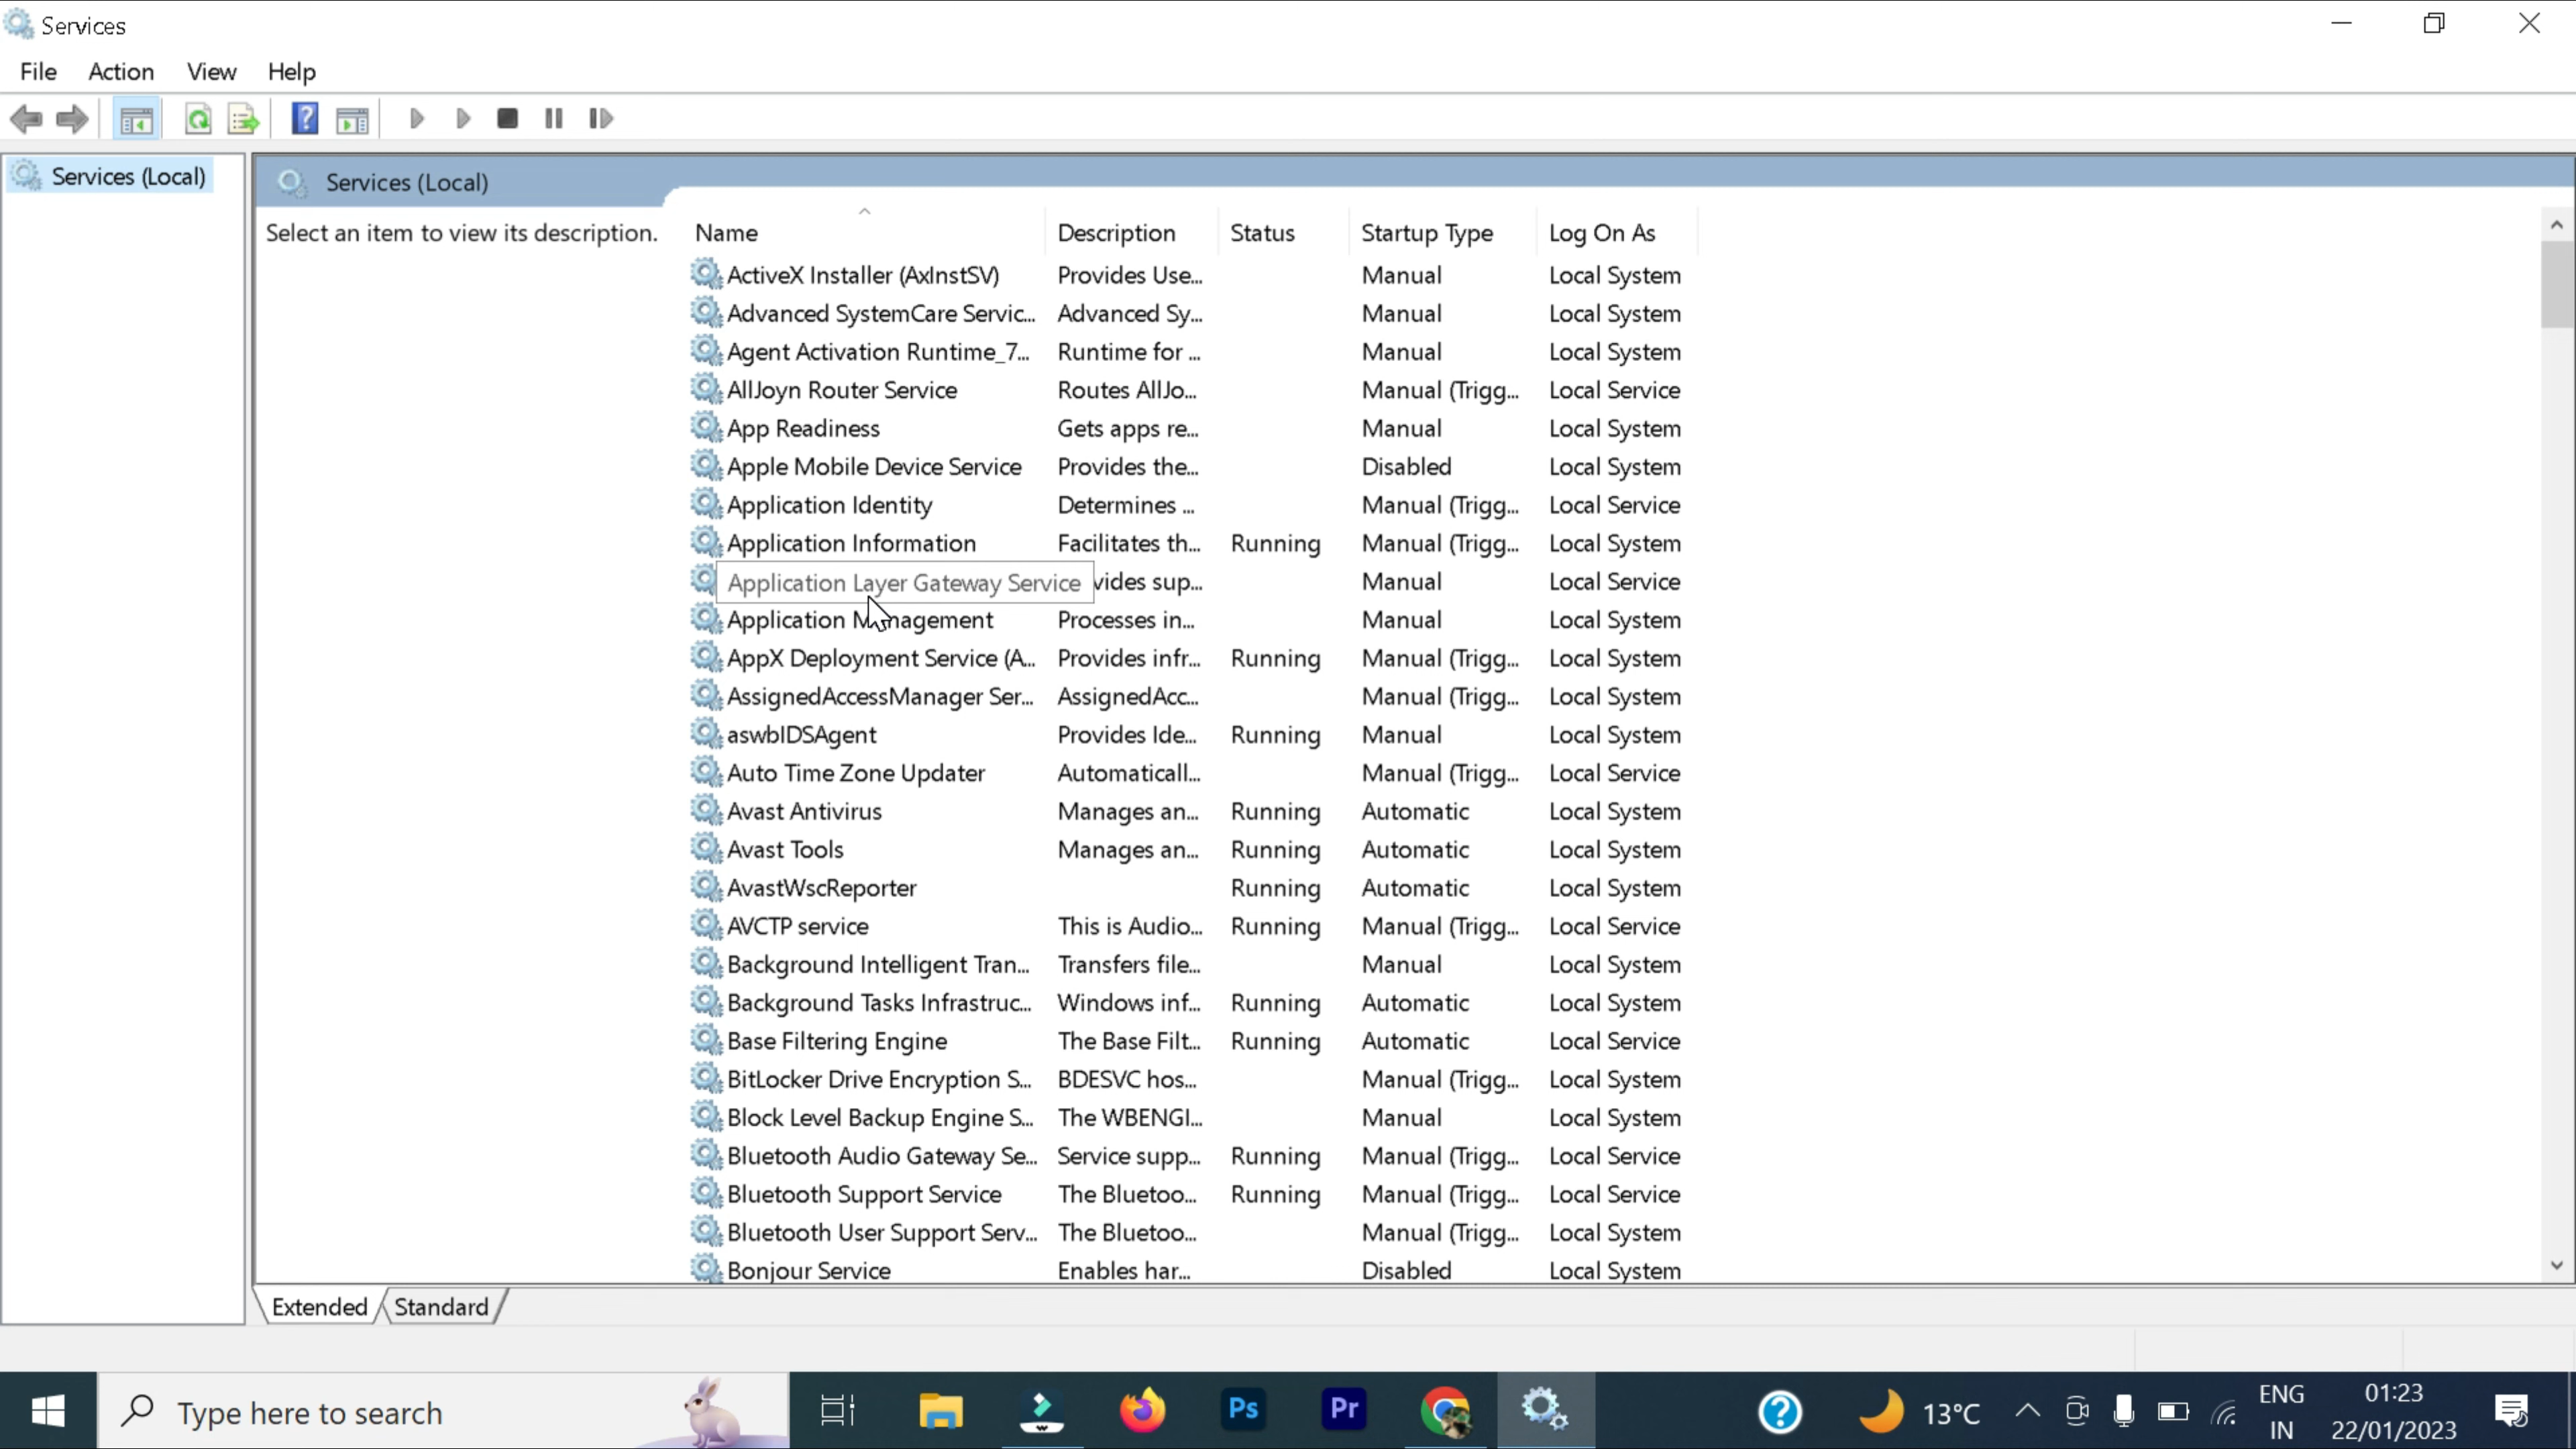 Services
File Action View Help
Services (Local)
Services (Local)
Select an item to view its description.
Name Description Status Startup Type Log On As
ActiveX Installer (AxInstSV) Provides Use... Manual Local System
Advanced SystemCare Servic... Advanced Sy... Manual Local System
Agent Activation Runtime_7... Runtime for ... Manual Local System
AllJoyn Router Service Routes AllJo... Manual (Trigg... Local Service
App Readiness Gets apps re... Manual Local System
Apple Mobile Device Service Provides the... Disabled Local System
Application Identity Determines ... Manual (Trigg... Local Service
Application Information Facilitates th... Running Manual (Trigg... Local System
Application Layer Gateway Service vides sup... Manual Local Service
Application Management Processes in... Manual Local System
AppX Deployment Service (A... Provides infr... Running Manual (Trigg... Local System
AssignedAccessManager Ser... AssignedAcc... Manual (Trigg... Local System
aswbIDSAgent Provides Ide... Running Manual Local System
Auto Time Zone Updater Automaticall... Manual (Trigg... Local Service
Avast Antivirus Manages an... Running Automatic Local System
Avast Tools Manages an... Running Automatic Local System
AvastWscReporter Running Automatic Local System
AVCTP service This is Audio... Running Manual (Trigg... Local Service
Background Intelligent Tran... Transfers file... Manual Local System
Background Tasks Infrastruc... Windows inf... Running Automatic Local System
Base Filtering Engine The Base Filt... Running Automatic Local Service
BitLocker Drive Encryption S... BDESVC hos... Manual (Trigg... Local System
Block Level Backup Engine S... The WBENGI... Manual Local System
Bluetooth Audio Gateway Se... Service supp... Running Manual (Trigg... Local Service
Bluetooth Support Service The Bluetoo... Running Manual (Trigg... Local Service
Bluetooth User Support Serv... The Bluetoo... Manual (Trigg... Local System
Bonjour Service Enables har... Disabled Local System
Extended Standard
Type here to search
Ps
Pr
13°C
ENG
IN
01:23
22/01/2023